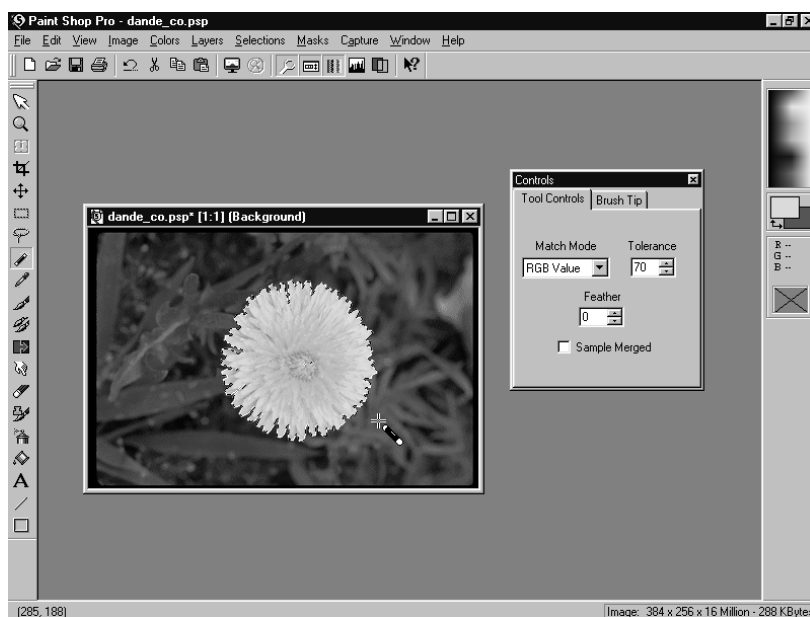 Paint Shop Pro - dande_co.psp
File Edit View Image Colors Layers Selections Masks Capture Window Help
dande_co.psp* [1:1] (Background)
Controls
Tool Controls Brush Tip
Match Mode Tolerance
RGB Value 70
Feather
0
Sample Merged
R --
G --
B --
A
(285, 188) Image: 384 x 256 x 16 Million - 288 KBytes